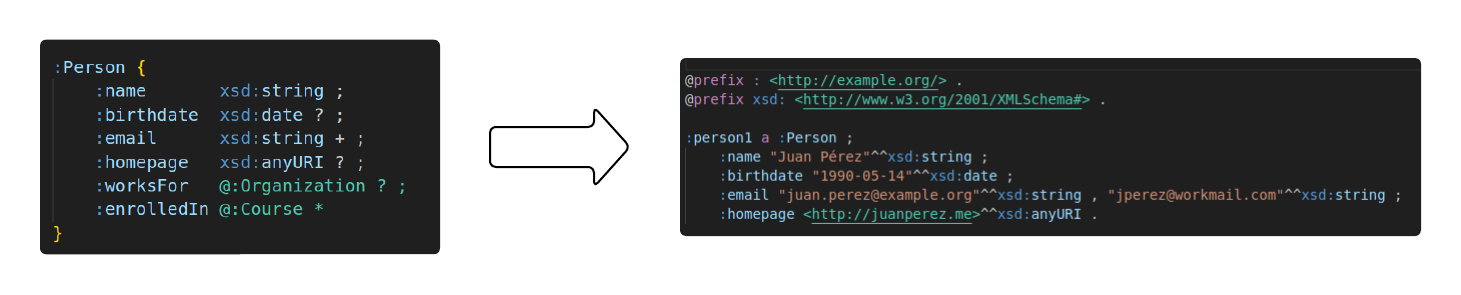 :Person {
    :name       xsd:string ;
    :birthdate  xsd:date ? ;
    :email      xsd:string + ;
    :homepage   xsd:anyURI ? ;
    :worksFor   @:Organization ? ;
    :enrolledIn @:Course *
}
@prefix : <http://example.org/> .
@prefix xsd: <http://www.w3.org/2001/XMLSchema#> .
:person1 a :Person ;
    :name "Juan Pérez"^^xsd:string ;
    :birthdate "1990-05-14"^^xsd:date ;
    :email "juan.perez@example.org"^^xsd:string , "jperez@workmail.com"^^xsd:string ;
    :homepage <http://juanperez.me>^^xsd:anyURI .